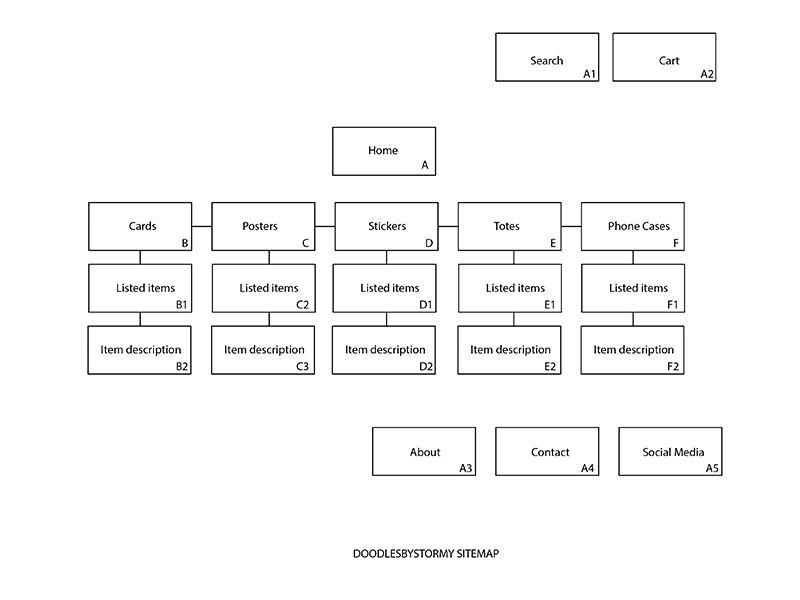 Search
A1
Cart
A2
Home
A
Cards
B
Posters
C
Stickers
D
Totes
E
Phone Cases
F
Listed items
B1
Listed items
C2
Listed items
D1
Listed items
E1
Listed items
F1
Item description
B2
Item description
C3
Item description
D2
Item description
E2
Item description
F2
About
A3
Contact
A4
Social Media
A5
DOODLESBYSTORMY SITEMAP